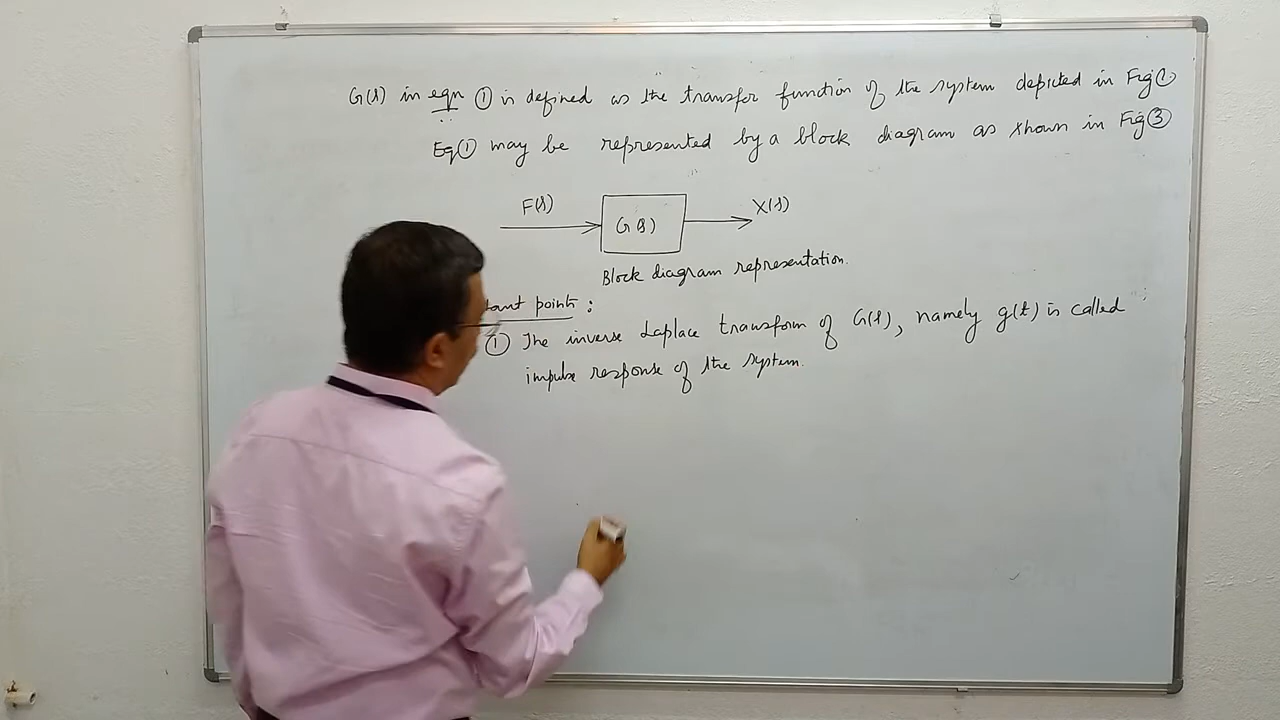 G(s) in eqn ① is defined as the transfer function of the system depicted in Fig ①
Eq ① may be represented by a block diagram as shown in Fig ③
F(s) G(s) X(s)
Block diagram representation.
tant points :
① The inverse Laplace transform of G(s), namely g(t) is called
impulse response of the system.